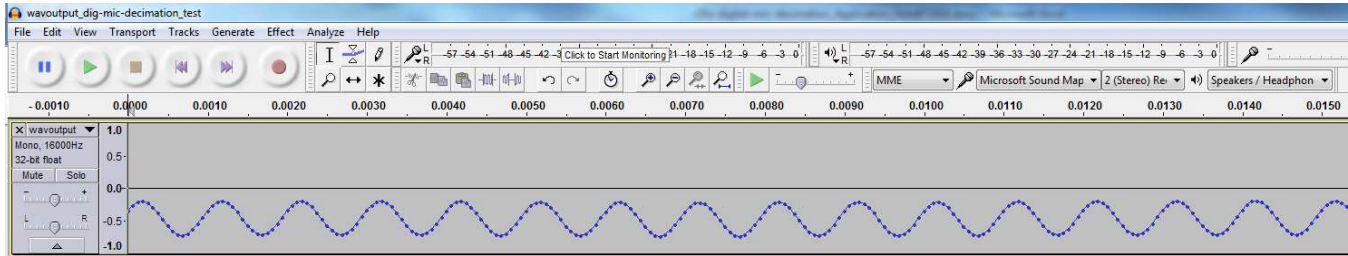 wavoutput_dig-mic-decimation_test
File Edit View Transport Tracks Generate Effect Analyze Help
L R -57 -54 -51 -48 -45 -42 -3 Click to Start Monitoring 1 -18 -15 -12 -9 -6 -3 0 L R -57 -54 -51 -48 -45 -42 -39 -36 -33 -30 -27 -24 -21 -18 -15 -12 -9 -6 -3 0
- + MME Microsoft Sound Map 2 (Stereo) Re Speakers / Headphon
- 0.0010 0.0000 0.0010 0.0020 0.0030 0.0040 0.0050 0.0060 0.0070 0.0080 0.0090 0.0100 0.0110 0.0120 0.0130 0.0140 0.0150
X wavoutput 1.0
Mono, 16000Hz
32-bit float 0.5
Mute Solo
- + 0.0
L R -0.5
-1.0